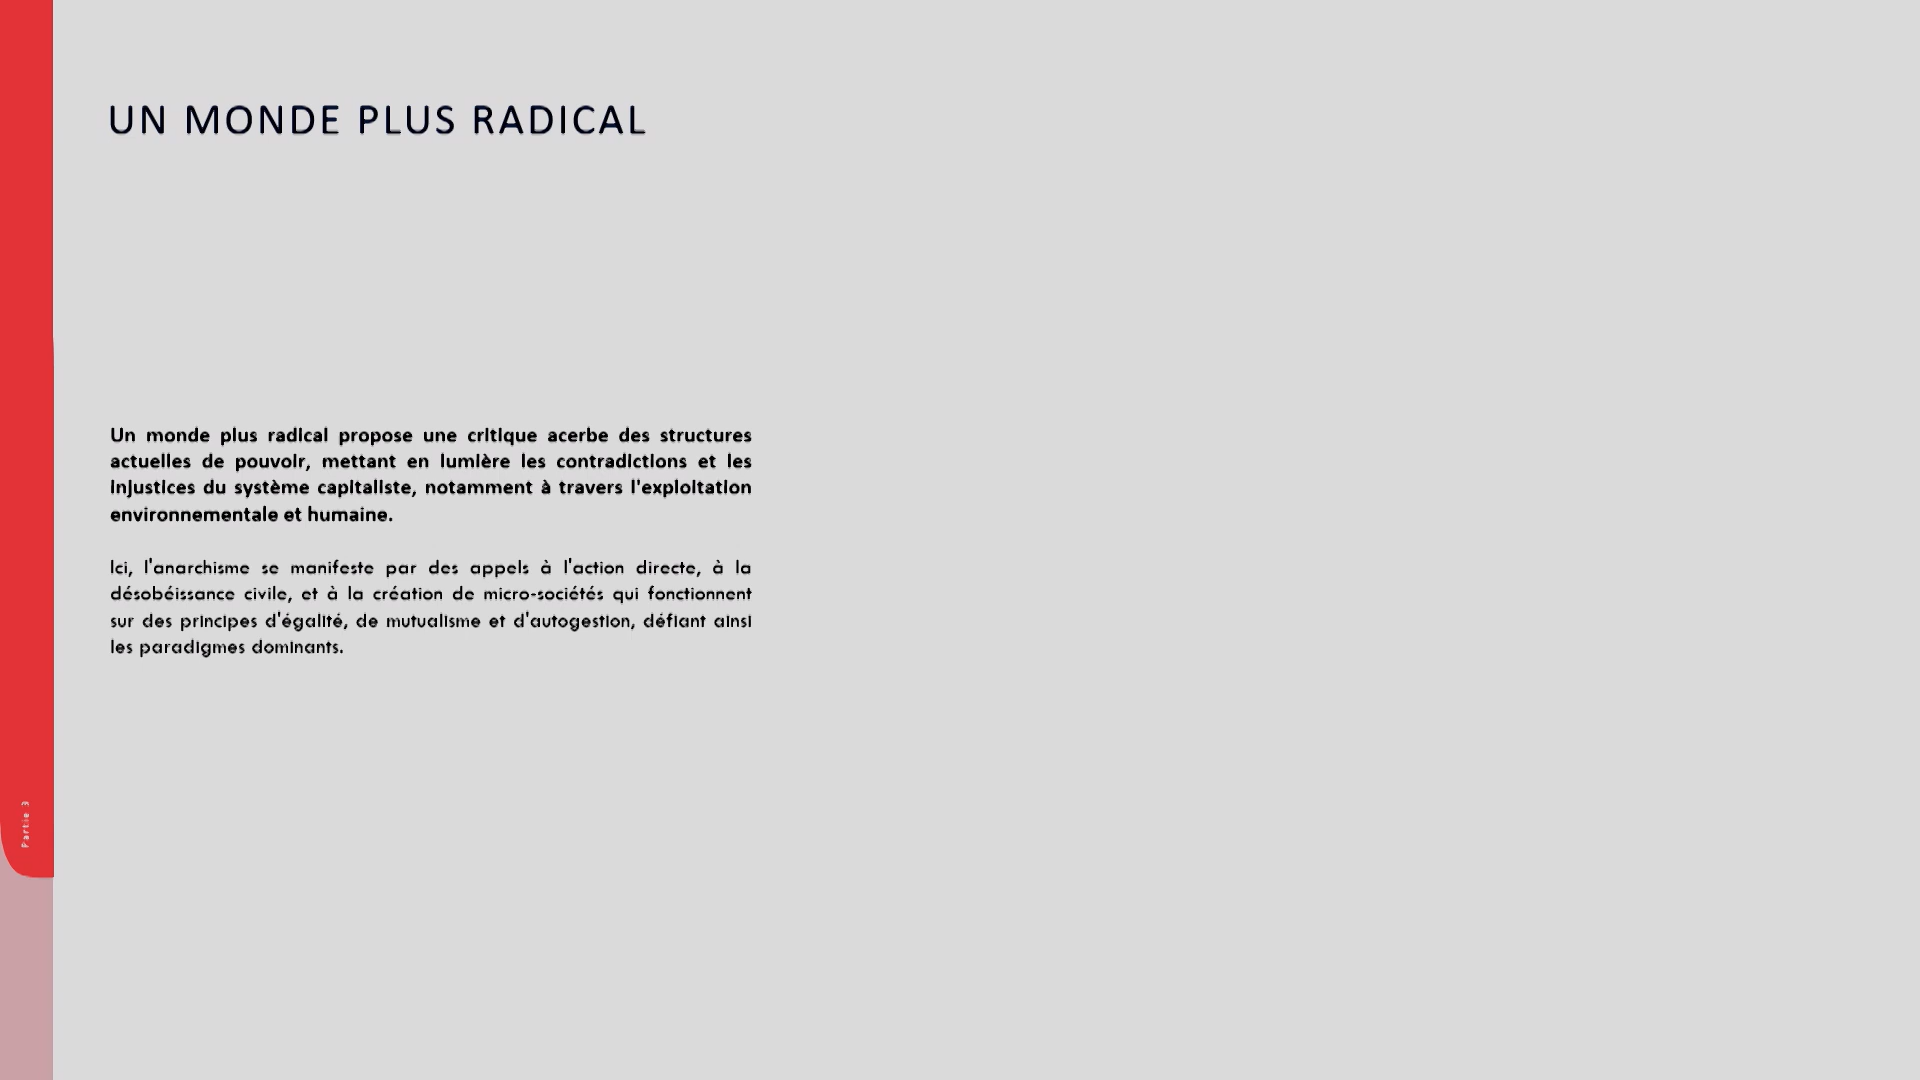 UN MONDE PLUS RADICAL
Un monde plus radical propose une critique acerbe des structures
actuelles de pouvoir, mettant en lumière les contradictions et les
injustices du système capitaliste, notamment à travers l'exploitation
environnementale et humaine.
Ici, l'anarchisme se manifeste par des appels à l'action directe, à la
désobéissance civile, et à la création de micro-sociétés qui fonctionnent
sur des principes d'égalité, de mutualisme et d'autogestion, défiant ainsi
les paradigmes dominants.
Partie 3